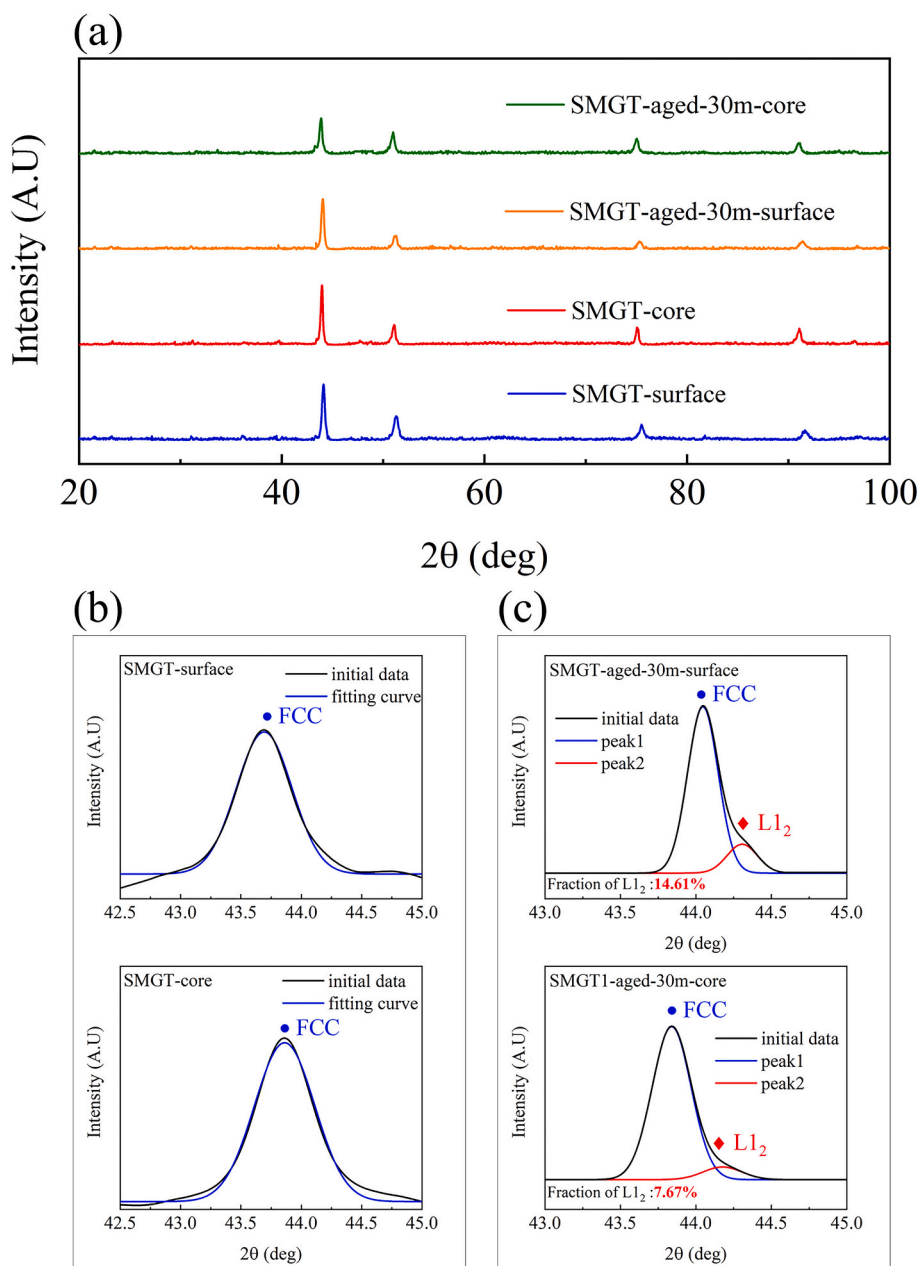 (a)
SMGT-aged-30m-core
SMGT-aged-30m-surface
SMGT-core
SMGT-surface
Intensity (A.U)
20 40 60 80 100
2θ (deg)
(b)
SMGT-surface
initial data
fitting curve
FCC
Intensity (A.U)
42.5 43.0 43.5 44.0 44.5 45.0
SMGT-core
initial data
fitting curve
FCC
Intensity (A.U)
42.5 43.0 43.5 44.0 44.5 45.0
2θ (deg)
(c)
SMGT-aged-30m-surface
FCC
initial data
peak1
peak2
L1₂
Fraction of L1₂ :14.61%
Intensity (A.U)
43.0 43.5 44.0 44.5 45.0
2θ (deg)
SMGT1-aged-30m-core
FCC
initial data
peak1
peak2
L1₂
Fraction of L1₂ :7.67%
Intensity (A.U)
43.0 43.5 44.0 44.5 45.0
2θ (deg)